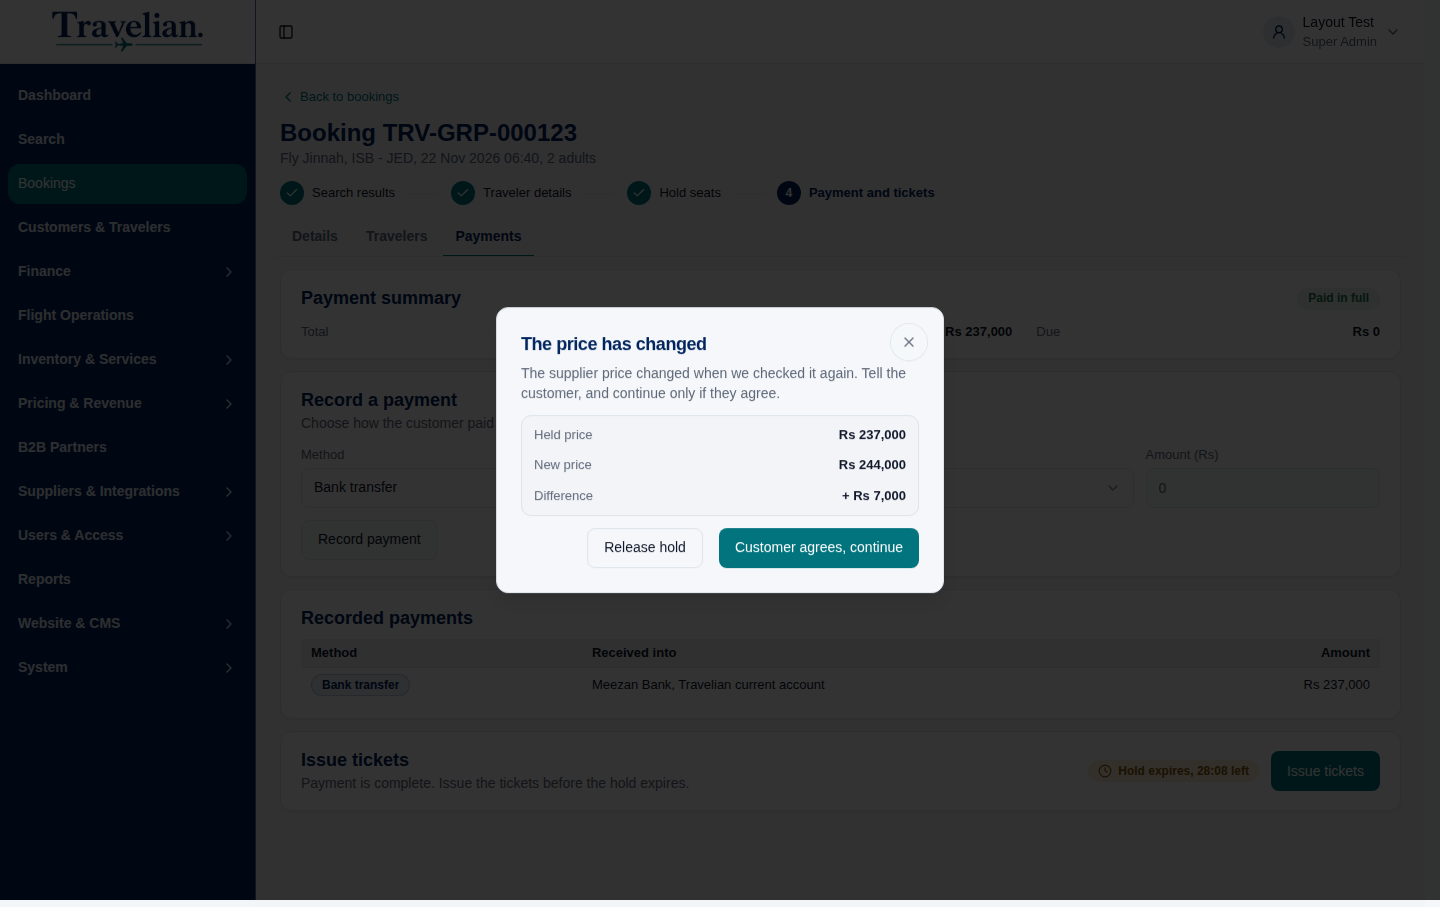 Travelian.
Layout Test
Super Admin
Dashboard
Search
Bookings
Customers & Travelers
Finance
Flight Operations
Inventory & Services
Pricing & Revenue
B2B Partners
Suppliers & Integrations
Users & Access
Reports
Website & CMS
System
Back to bookings
Booking TRV-GRP-000123
Fly Jinnah, ISB - JED, 22 Nov 2026 06:40, 2 adults
Search results
Traveler details
Hold seats
4 Payment and tickets
Details Travelers Payments
Payment summary
Paid in full
Total
Rs 237,000
Due
Rs 0
Record a payment
Choose how the customer paid
Method
Bank transfer
Amount (Rs)
0
Record payment
The price has changed
The supplier price changed when we checked it again. Tell the
customer, and continue only if they agree.
Held price Rs 237,000
New price Rs 244,000
Difference + Rs 7,000
Release hold
Customer agrees, continue
Recorded payments
Method Received into Amount
Bank transfer Meezan Bank, Travelian current account Rs 237,000
Issue tickets
Payment is complete. Issue the tickets before the hold expires.
Hold expires, 28:08 left
Issue tickets